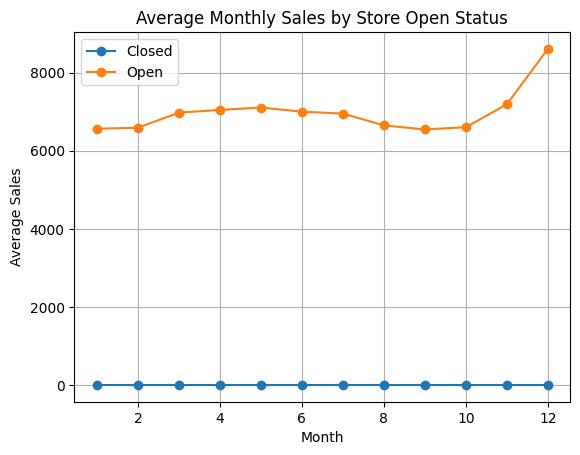 Average Monthly Sales by Store Open Status
Closed
Open
8000
6000
4000
2000
0
Average Sales
2
4
6
8
10
12
Month